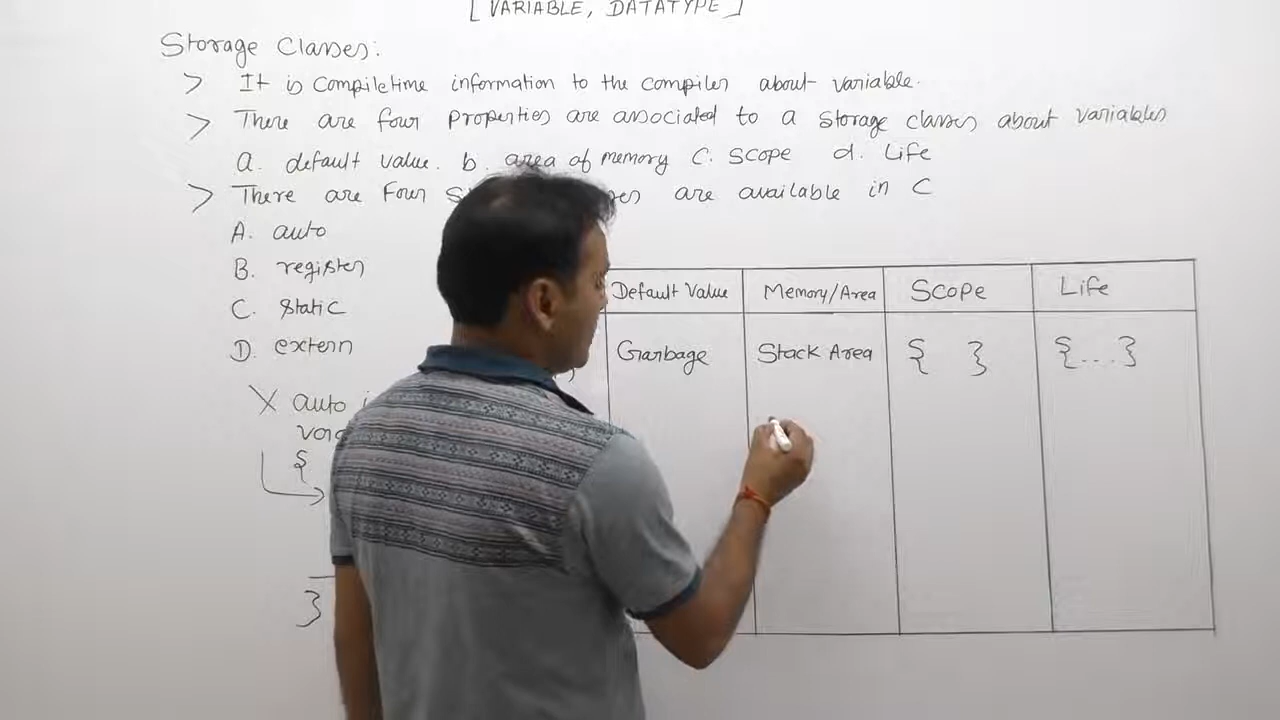 [ VARIABLE, DATATYPE ]
Storage Classes:
> It is compiletime information to the compiler about variable.
> There are four properties are associated to a storage classes about variables
a. default value. b. area of memory C. Scope d. Life
> There are Four are available in C
A. auto
B. register
C. static
D. extern
Default Value Memory/Area Scope Life
Garbage Stack Area { } {...}
X auto
{
}